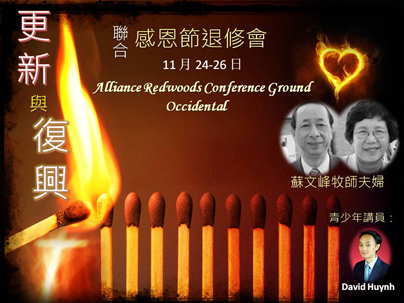 更新
與
復興
聯合
感恩節退修會
11 月 24-26 日
Alliance Redwoods Conference Ground
Occidental
蘇文峰牧師夫婦
青少年講員：
David Huynh